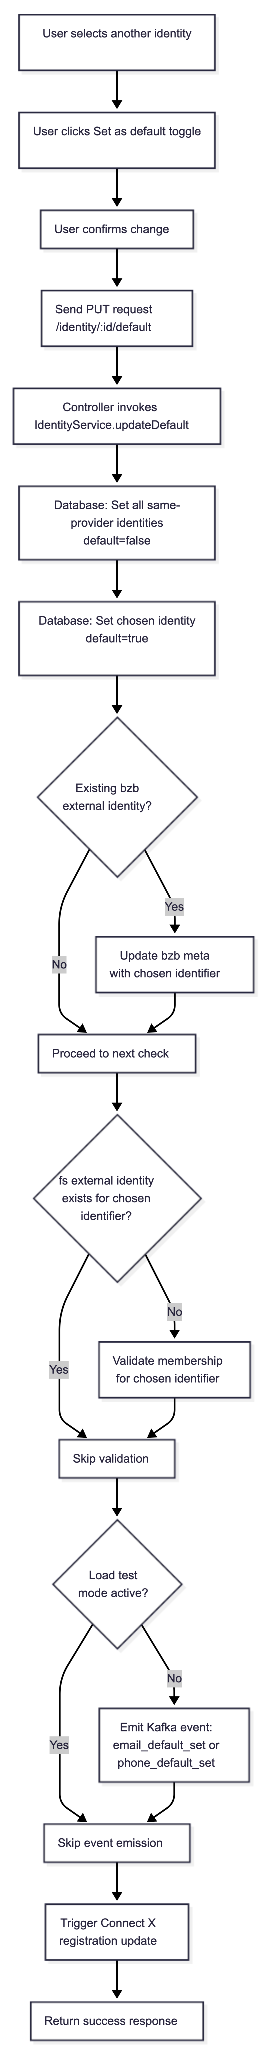 User selects another identity
User clicks Set as default toggle
User confirms change
Send PUT request
/identity/:id/default
Controller invokes
IdentityService.updateDefault
Database: Set all same-
provider identities
default=false
Database: Set chosen identity
default=true
Existing bzb
external identity?
Yes
Update bzb meta
with chosen identifier
No
Proceed to next check
fs external identity
exists for chosen
identifier?
No
Validate membership
for chosen identifier
Yes
Skip validation
Load test
mode active?
No
Emit Kafka event:
email_default_set or
phone_default_set
Yes
Skip event emission
Trigger Connect X
registration update
Return success response